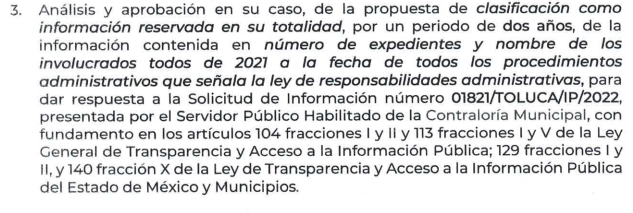 3. Análisis y aprobación en su caso, de la propuesta de clasificación como
información reservada en su totalidad, por un periodo de dos años, de la
información contenida en número de expedientes y nombre de los
involucrados todos de 2021 a la fecha de todos los procedimientos
administrativos que señala la ley de responsabilidades administrativas, para
dar respuesta a la Solicitud de Información número 01821/TOLUCA/IP/2022,
presentada por el Servidor Público Habilitado de la Contraloría Municipal, con
fundamento en los artículos 104 fracciones I y II y 113 fracciones I y V de la Ley
General de Transparencia y Acceso a la Información Pública; 129 fracciones I y
II, y 140 fracción X de la Ley de Transparencia y Acceso a la Información Pública
del Estado de México y Municipios.